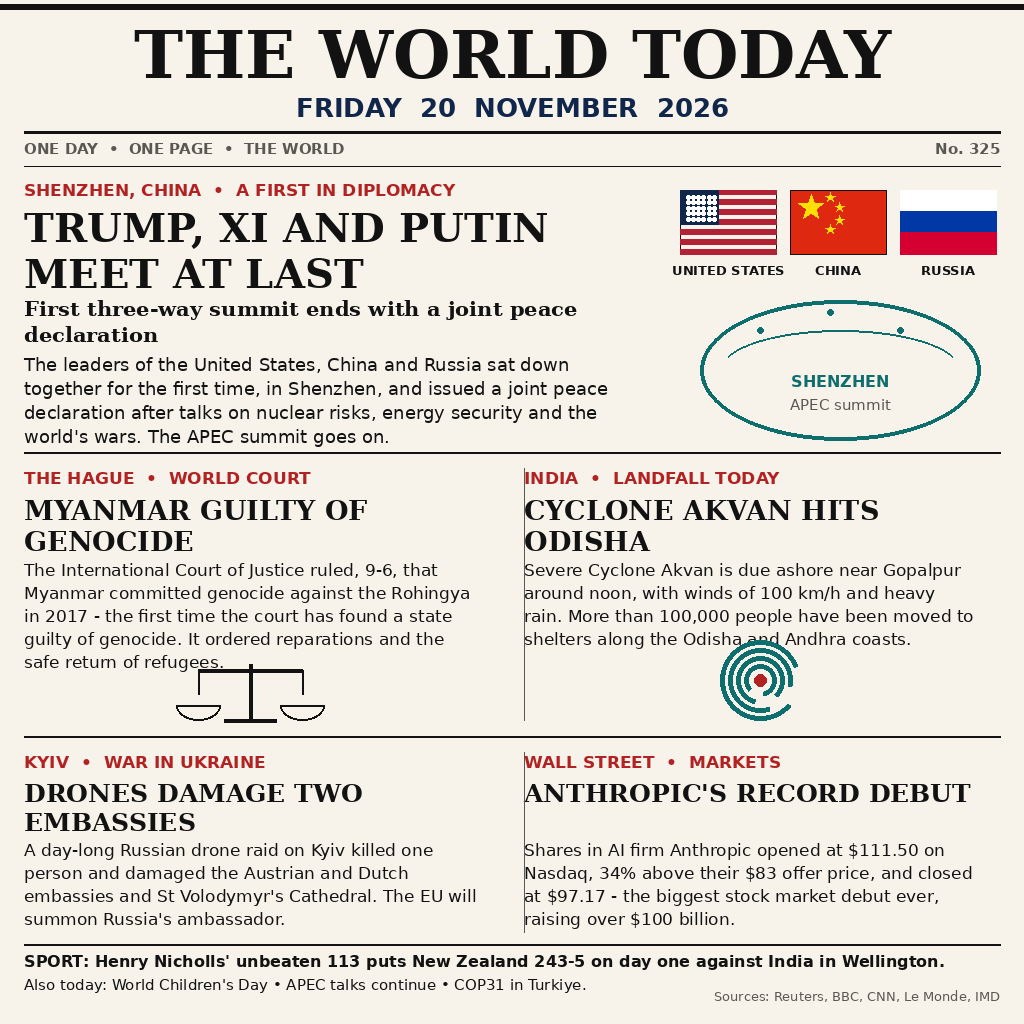 THE WORLD TODAY
FRIDAY 20 NOVEMBER 2026
ONE DAY • ONE PAGE • THE WORLD
No. 325
SHENZHEN, CHINA • A FIRST IN DIPLOMACY
TRUMP, XI AND PUTIN
MEET AT LAST
First three-way summit ends with a joint peace
declaration
The leaders of the United States, China and Russia sat down
together for the first time, in Shenzhen, and issued a joint peace
declaration after talks on nuclear risks, energy security and the
world's wars. The APEC summit goes on.
UNITED STATES
CHINA
RUSSIA
SHENZHEN
APEC summit
THE HAGUE • WORLD COURT
MYANMAR GUILTY OF
GENOCIDE
The International Court of Justice ruled, 9-6, that
Myanmar committed genocide against the Rohingya
in 2017 - the first time the court has found a state
guilty of genocide. It ordered reparations and the
safe return of refugees.
INDIA • LANDFALL TODAY
CYCLONE AKVAN HITS
ODISHA
Severe Cyclone Akvan is due ashore near Gopalpur
around noon, with winds of 100 km/h and heavy
rain. More than 100,000 people have been moved to
shelters along the Odisha and Andhra coasts.
KYIV • WAR IN UKRAINE
DRONES DAMAGE TWO
EMBASSIES
A day-long Russian drone raid on Kyiv killed one
person and damaged the Austrian and Dutch
embassies and St Volodymyr's Cathedral. The EU will
summon Russia's ambassador.
WALL STREET • MARKETS
ANTHROPIC'S RECORD DEBUT
Shares in AI firm Anthropic opened at $111.50 on
Nasdaq, 34% above their $83 offer price, and closed
at $97.17 - the biggest stock market debut ever,
raising over $100 billion.
SPORT: Henry Nicholls' unbeaten 113 puts New Zealand 243-5 on day one against India in Wellington.
Also today: World Children's Day • APEC talks continue • COP31 in Turkiye.
Sources: Reuters, BBC, CNN, Le Monde, IMD